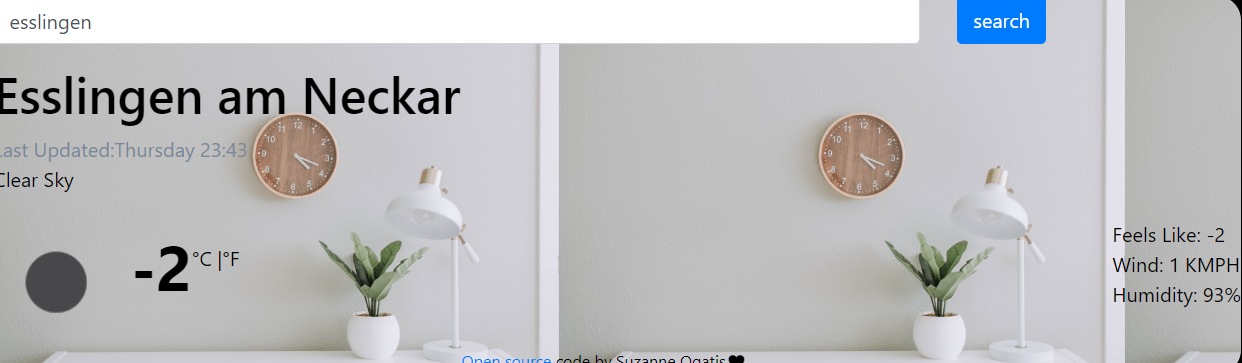 esslingen
search
Esslingen am Neckar
Last Updated:Thursday 23:43
Clear Sky
-2 °C |°F
Feels Like: -2
Wind: 1 KMPH
Humidity: 93%
Open source code by Suzanne Ogatis